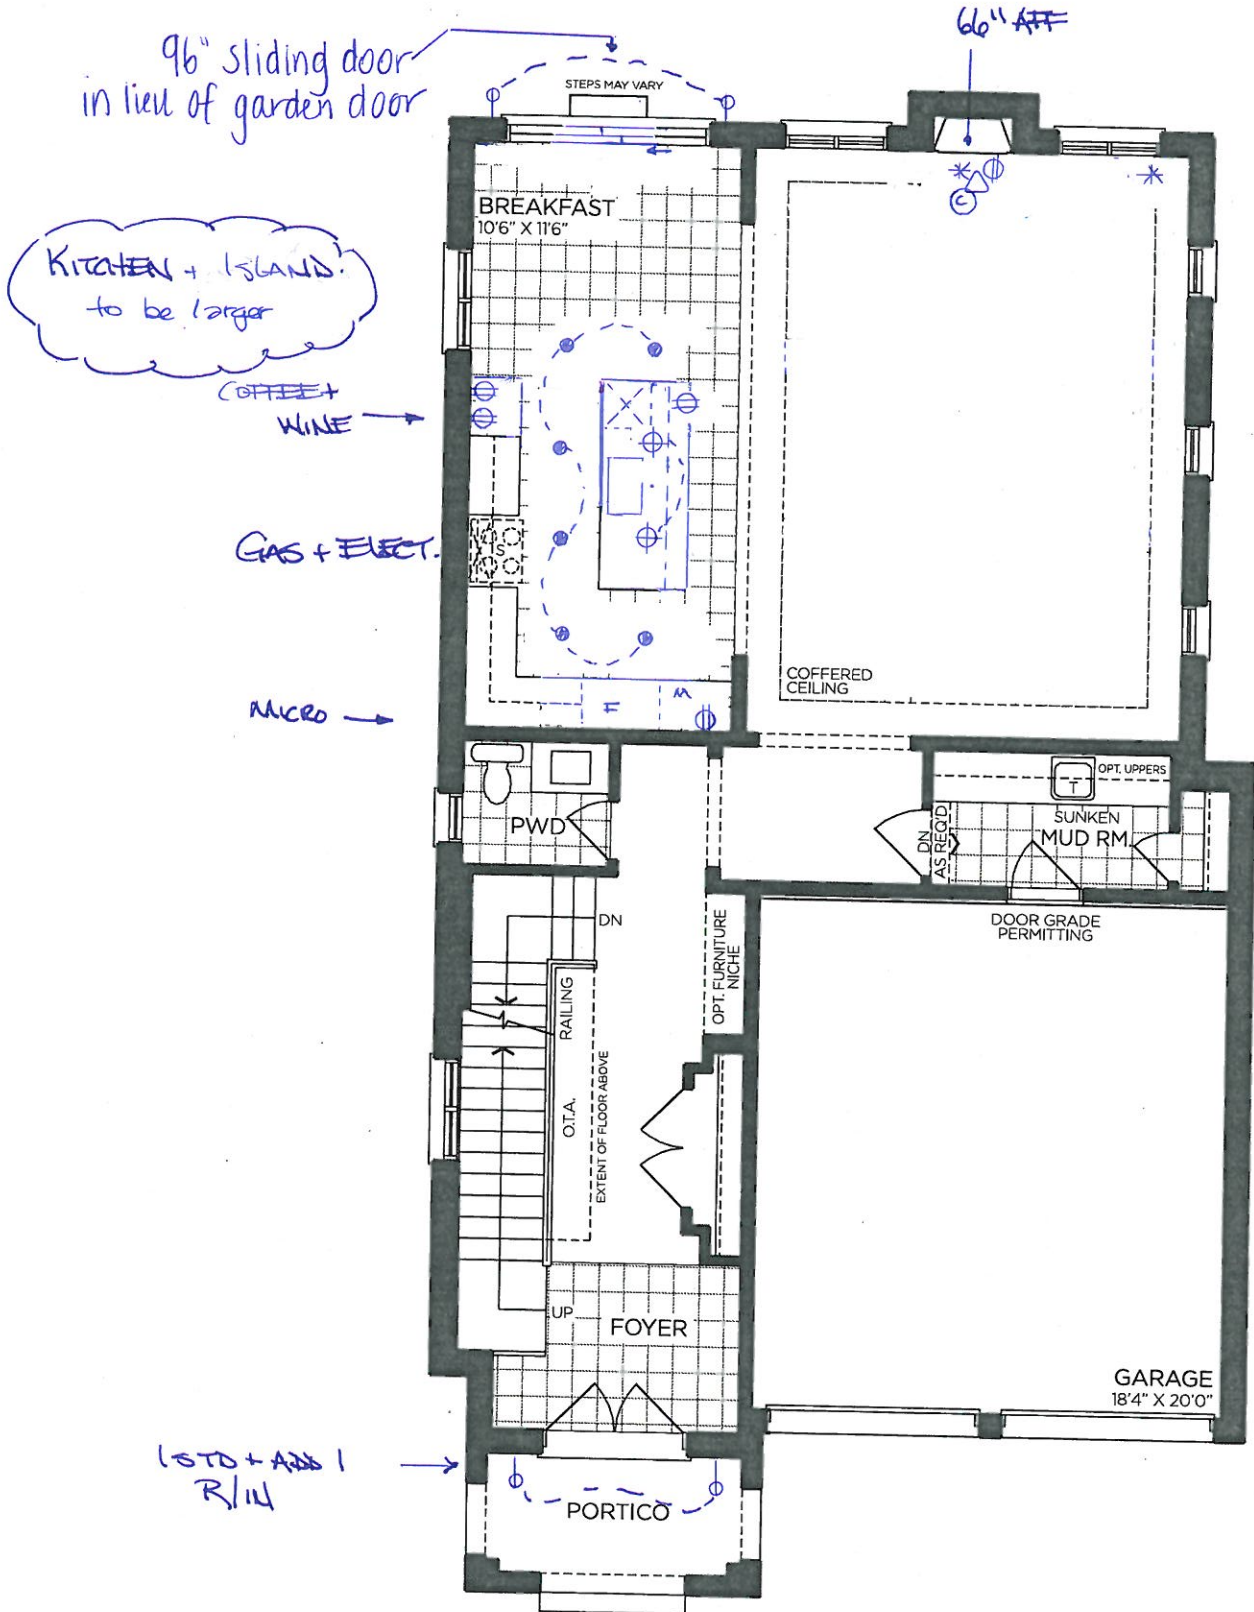 66" AFF
96" sliding door
in lieu of garden door
STEPS MAY VARY
BREAKFAST
10'6" X 11'6"
C
KITCHEN + ISLAND!
to be larger
COFFEE +
WINE
GAS + ELECT.
S
COFFERED
CEILING
MICRO
F
M
OPT. UPPERS
T
PWD
SUNKEN
MUD RM.
DN
AS REQ'D
DN
DOOR GRADE
PERMITTING
OPT. FURNITURE
NICHE
RAILING
O.T.A.
EXTENT OF FLOOR ABOVE
UP
FOYER
GARAGE
18'4" X 20'0"
1 STD + ADD 1
R/IN
PORTICO